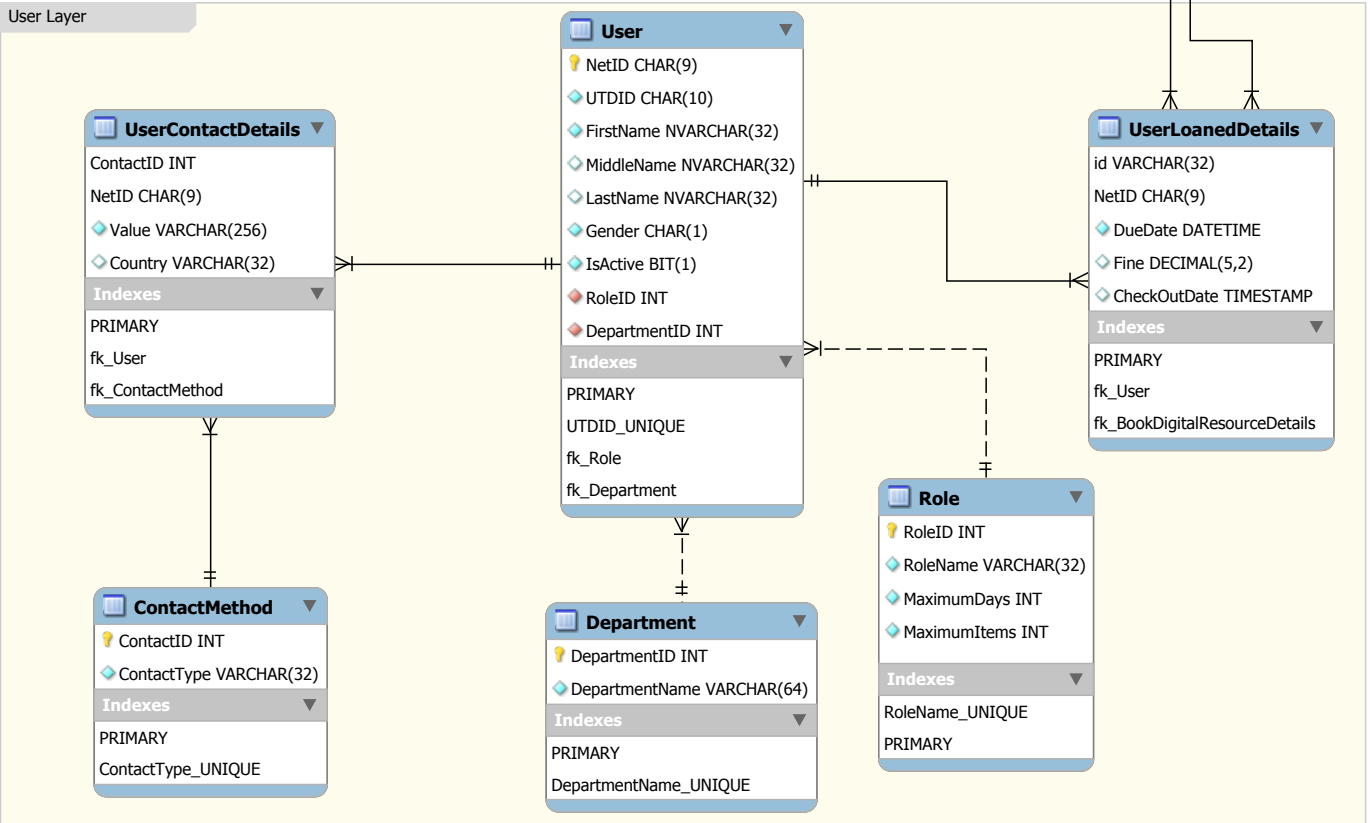 User Layer
User
NetID CHAR(9)
UTDID CHAR(10)
FirstName NVARCHAR(32)
MiddleName NVARCHAR(32)
LastName NVARCHAR(32)
Gender CHAR(1)
IsActive BIT(1)
RoleID INT
DepartmentID INT
Indexes
PRIMARY
UTDID_UNIQUE
fk_Role
fk_Department
UserContactDetails
ContactID INT
NetID CHAR(9)
Value VARCHAR(256)
Country VARCHAR(32)
Indexes
PRIMARY
fk_User
fk_ContactMethod
UserLoanedDetails
id VARCHAR(32)
NetID CHAR(9)
DueDate DATETIME
Fine DECIMAL(5,2)
CheckOutDate TIMESTAMP
Indexes
PRIMARY
fk_User
fk_BookDigitalResourceDetails
ContactMethod
ContactID INT
ContactType VARCHAR(32)
Indexes
PRIMARY
ContactType_UNIQUE
Department
DepartmentID INT
DepartmentName VARCHAR(64)
Indexes
PRIMARY
DepartmentName_UNIQUE
Role
RoleID INT
RoleName VARCHAR(32)
MaximumDays INT
MaximumItems INT
Indexes
RoleName_UNIQUE
PRIMARY